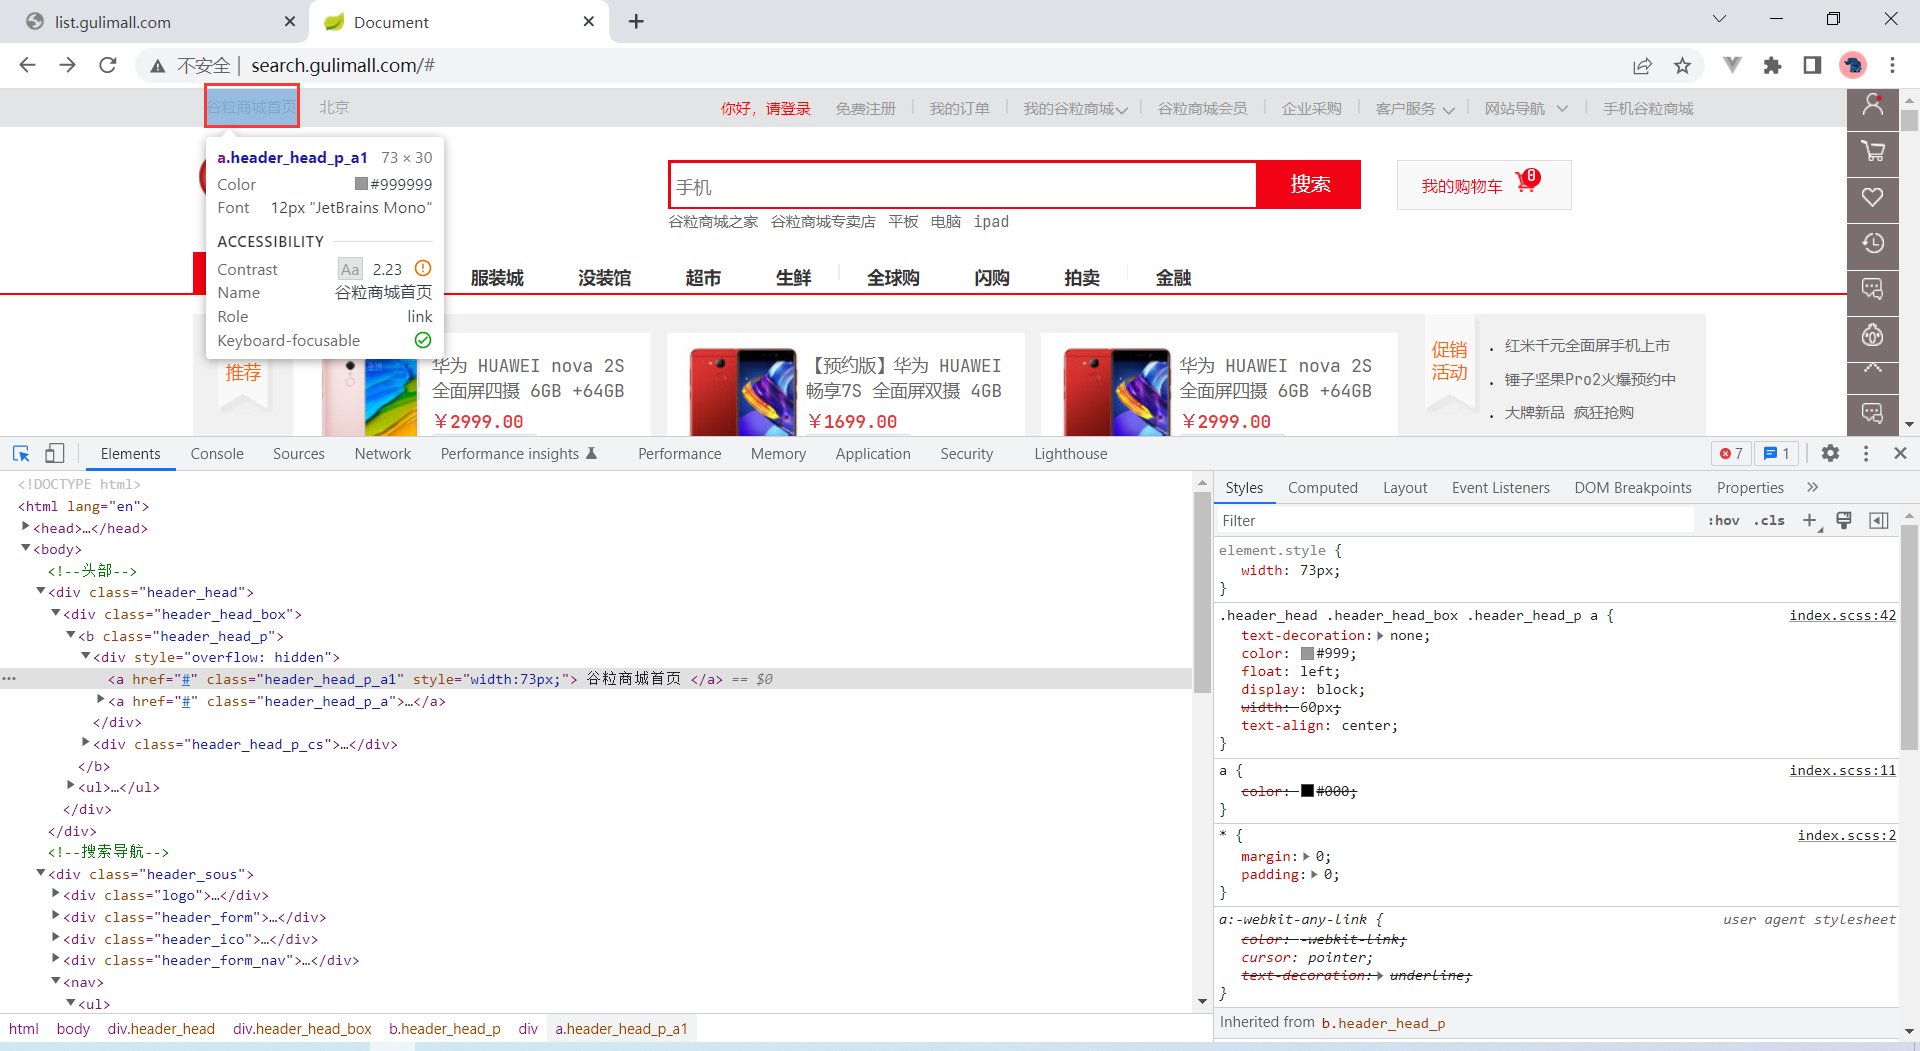 list.gulimall.com
Document
不安全
search.gulimall.com/#
谷粒商城首页
北京
你好，请登录
免费注册
我的订单
我的谷粒商城
谷粒商城会员
企业采购
客户服务
网站导航
手机谷粒商城
a.header_head_p_a1 73 × 30
Color #999999
Font 12px "JetBrains Mono"
ACCESSIBILITY
Contrast Aa 2.23
Name 谷粒商城首页
Role link
Keyboard-focusable
手机
搜索
我的购物车 0
谷粒商城之家 谷粒商城专卖店 平板 电脑 ipad
服装城 没装馆 超市 生鲜 全球购 闪购 拍卖 金融
推荐
华为 HUAWEI nova 2S
全面屏四摄 6GB +64GB
￥2999.00
【预约版】华为 HUAWEI
畅享7S 全面屏双摄 4GB
￥1699.00
华为 HUAWEI nova 2S
全面屏四摄 6GB +64GB
￥2999.00
促销
活动
· 红米千元全面屏手机上市
· 锤子坚果Pro2火爆预约中
· 大牌新品 疯狂抢购
Elements Console Sources Network Performance insights Performance Memory Application Security Lighthouse
7 1
<!DOCTYPE html>
<html lang="en">
<head>…</head>
<body>
<!--头部-->
<div class="header_head">
<div class="header_head_box">
<b class="header_head_p">
<div style="overflow: hidden">
<a href="#" class="header_head_p_a1" style="width:73px;"> 谷粒商城首页 </a> == $0
<a href="#" class="header_head_p_a">…</a>
</div>
<div class="header_head_p_cs">…</div>
</b>
<ul>…</ul>
</div>
</div>
<!--搜索导航-->
<div class="header_sous">
<div class="logo">…</div>
<div class="header_form">…</div>
<div class="header_ico">…</div>
<div class="header_form_nav">…</div>
<nav>
<ul>
html body div.header_head div.header_head_box b.header_head_p div a.header_head_p_a1
Styles Computed Layout Event Listeners DOM Breakpoints Properties
Filter :hov .cls
element.style {
width: 73px;
}
.header_head .header_head_box .header_head_p a { index.scss:42
text-decoration: none;
color: #999;
float: left;
display: block;
width: 60px;
text-align: center;
}
a { index.scss:11
color: #000;
}
* { index.scss:2
margin: 0;
padding: 0;
}
a:-webkit-any-link { user agent stylesheet
color: -webkit-link;
cursor: pointer;
text-decoration: underline;
}
Inherited from b.header_head_p